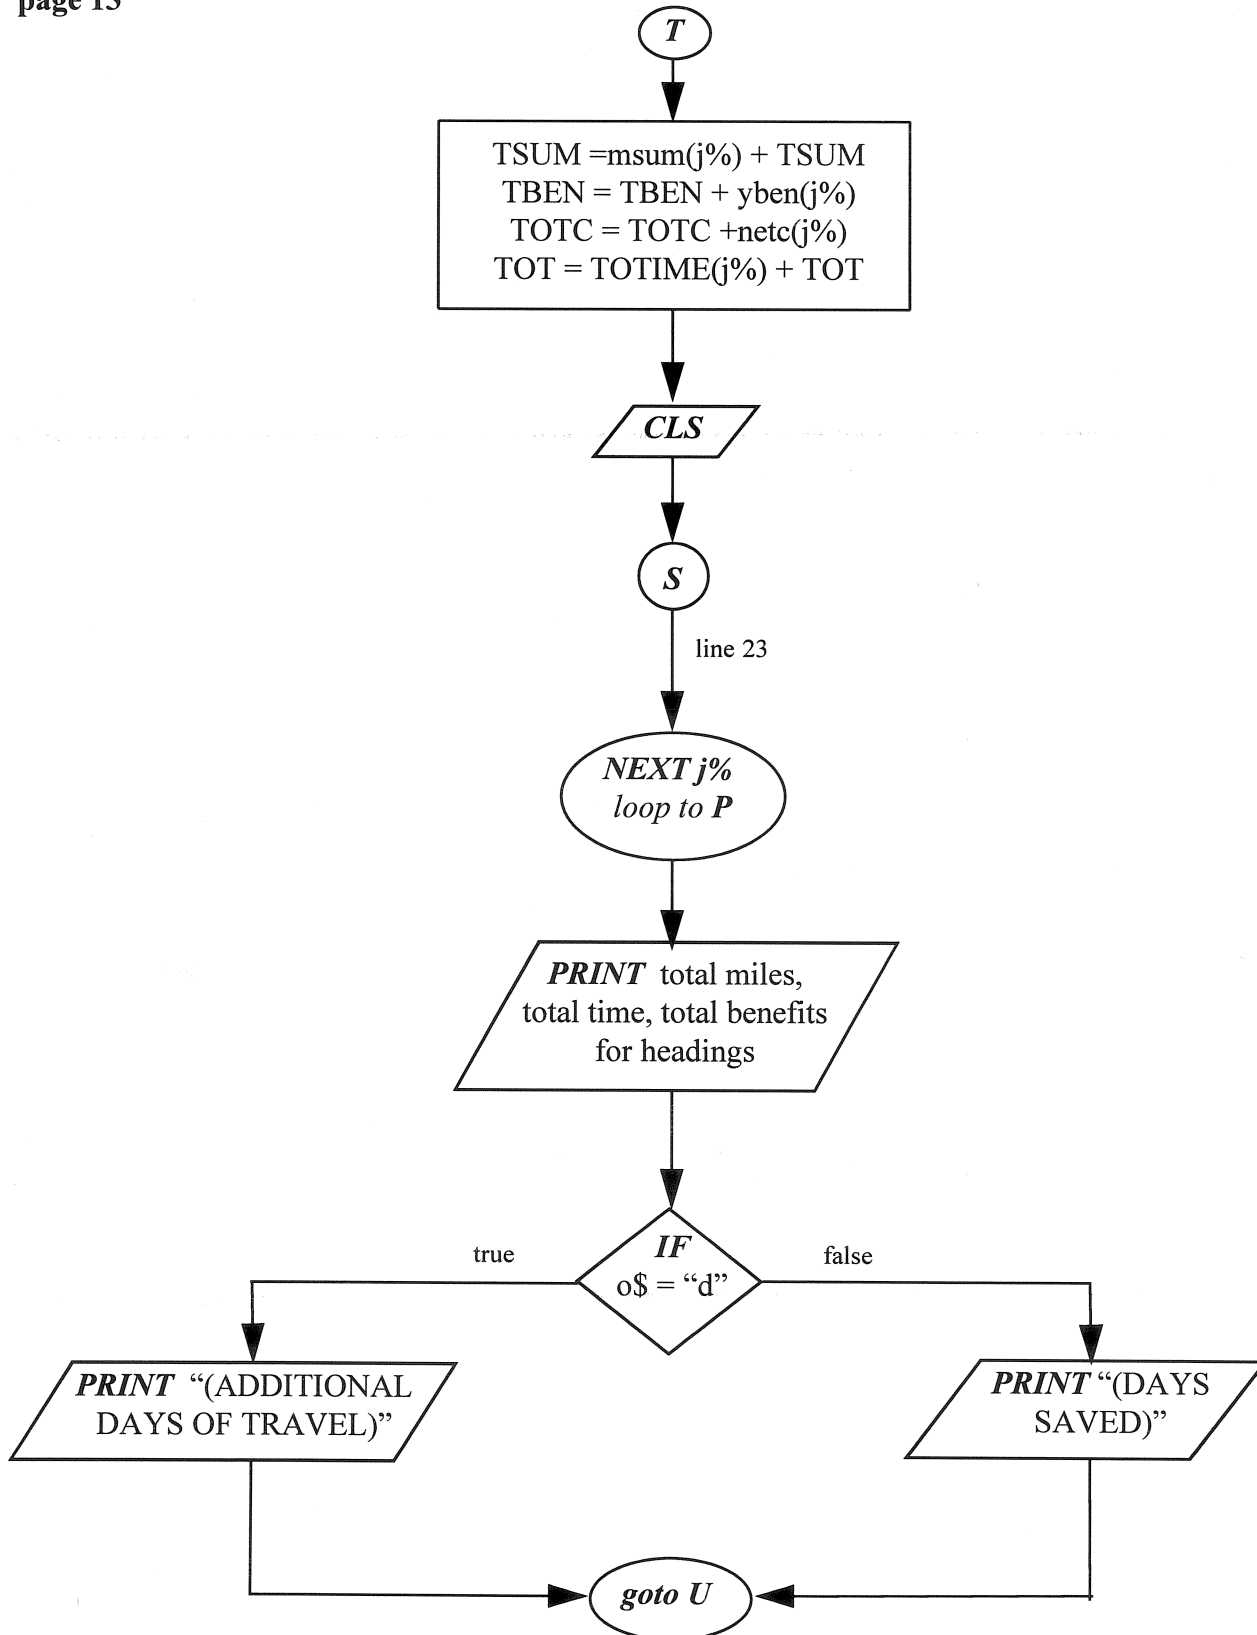 page 13
T
TSUM =msum(j%) + TSUM
TBEN = TBEN + yben(j%)
TOTC = TOTC +netc(j%)
TOT = TOTIME(j%) + TOT
CLS
S
line 23
NEXT j%
loop to P
PRINT total miles,
total time, total benefits
for headings
IF
o$ = “d”
true
false
PRINT “(ADDITIONAL
DAYS OF TRAVEL)”
PRINT “(DAYS
SAVED)”
goto U